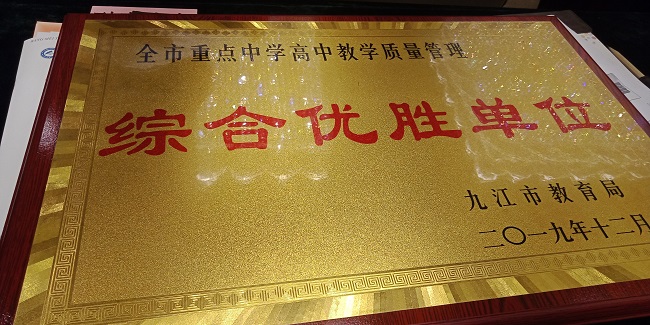 全市重点中学高中教学质量管理
综合优胜单位
九江市教育局
二〇一九年十二月